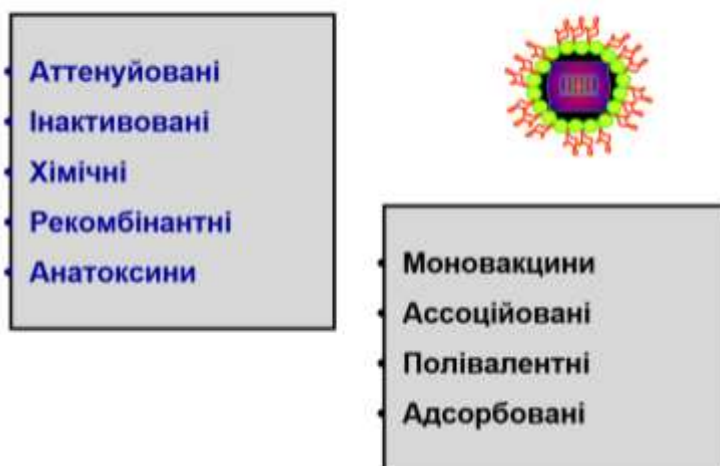 Аттенуйовані
Інактивовані
Хімічні
Рекомбінантні
Анатоксини
Моновакцини
Ассоційовані
Полівалентні
Адсорбовані